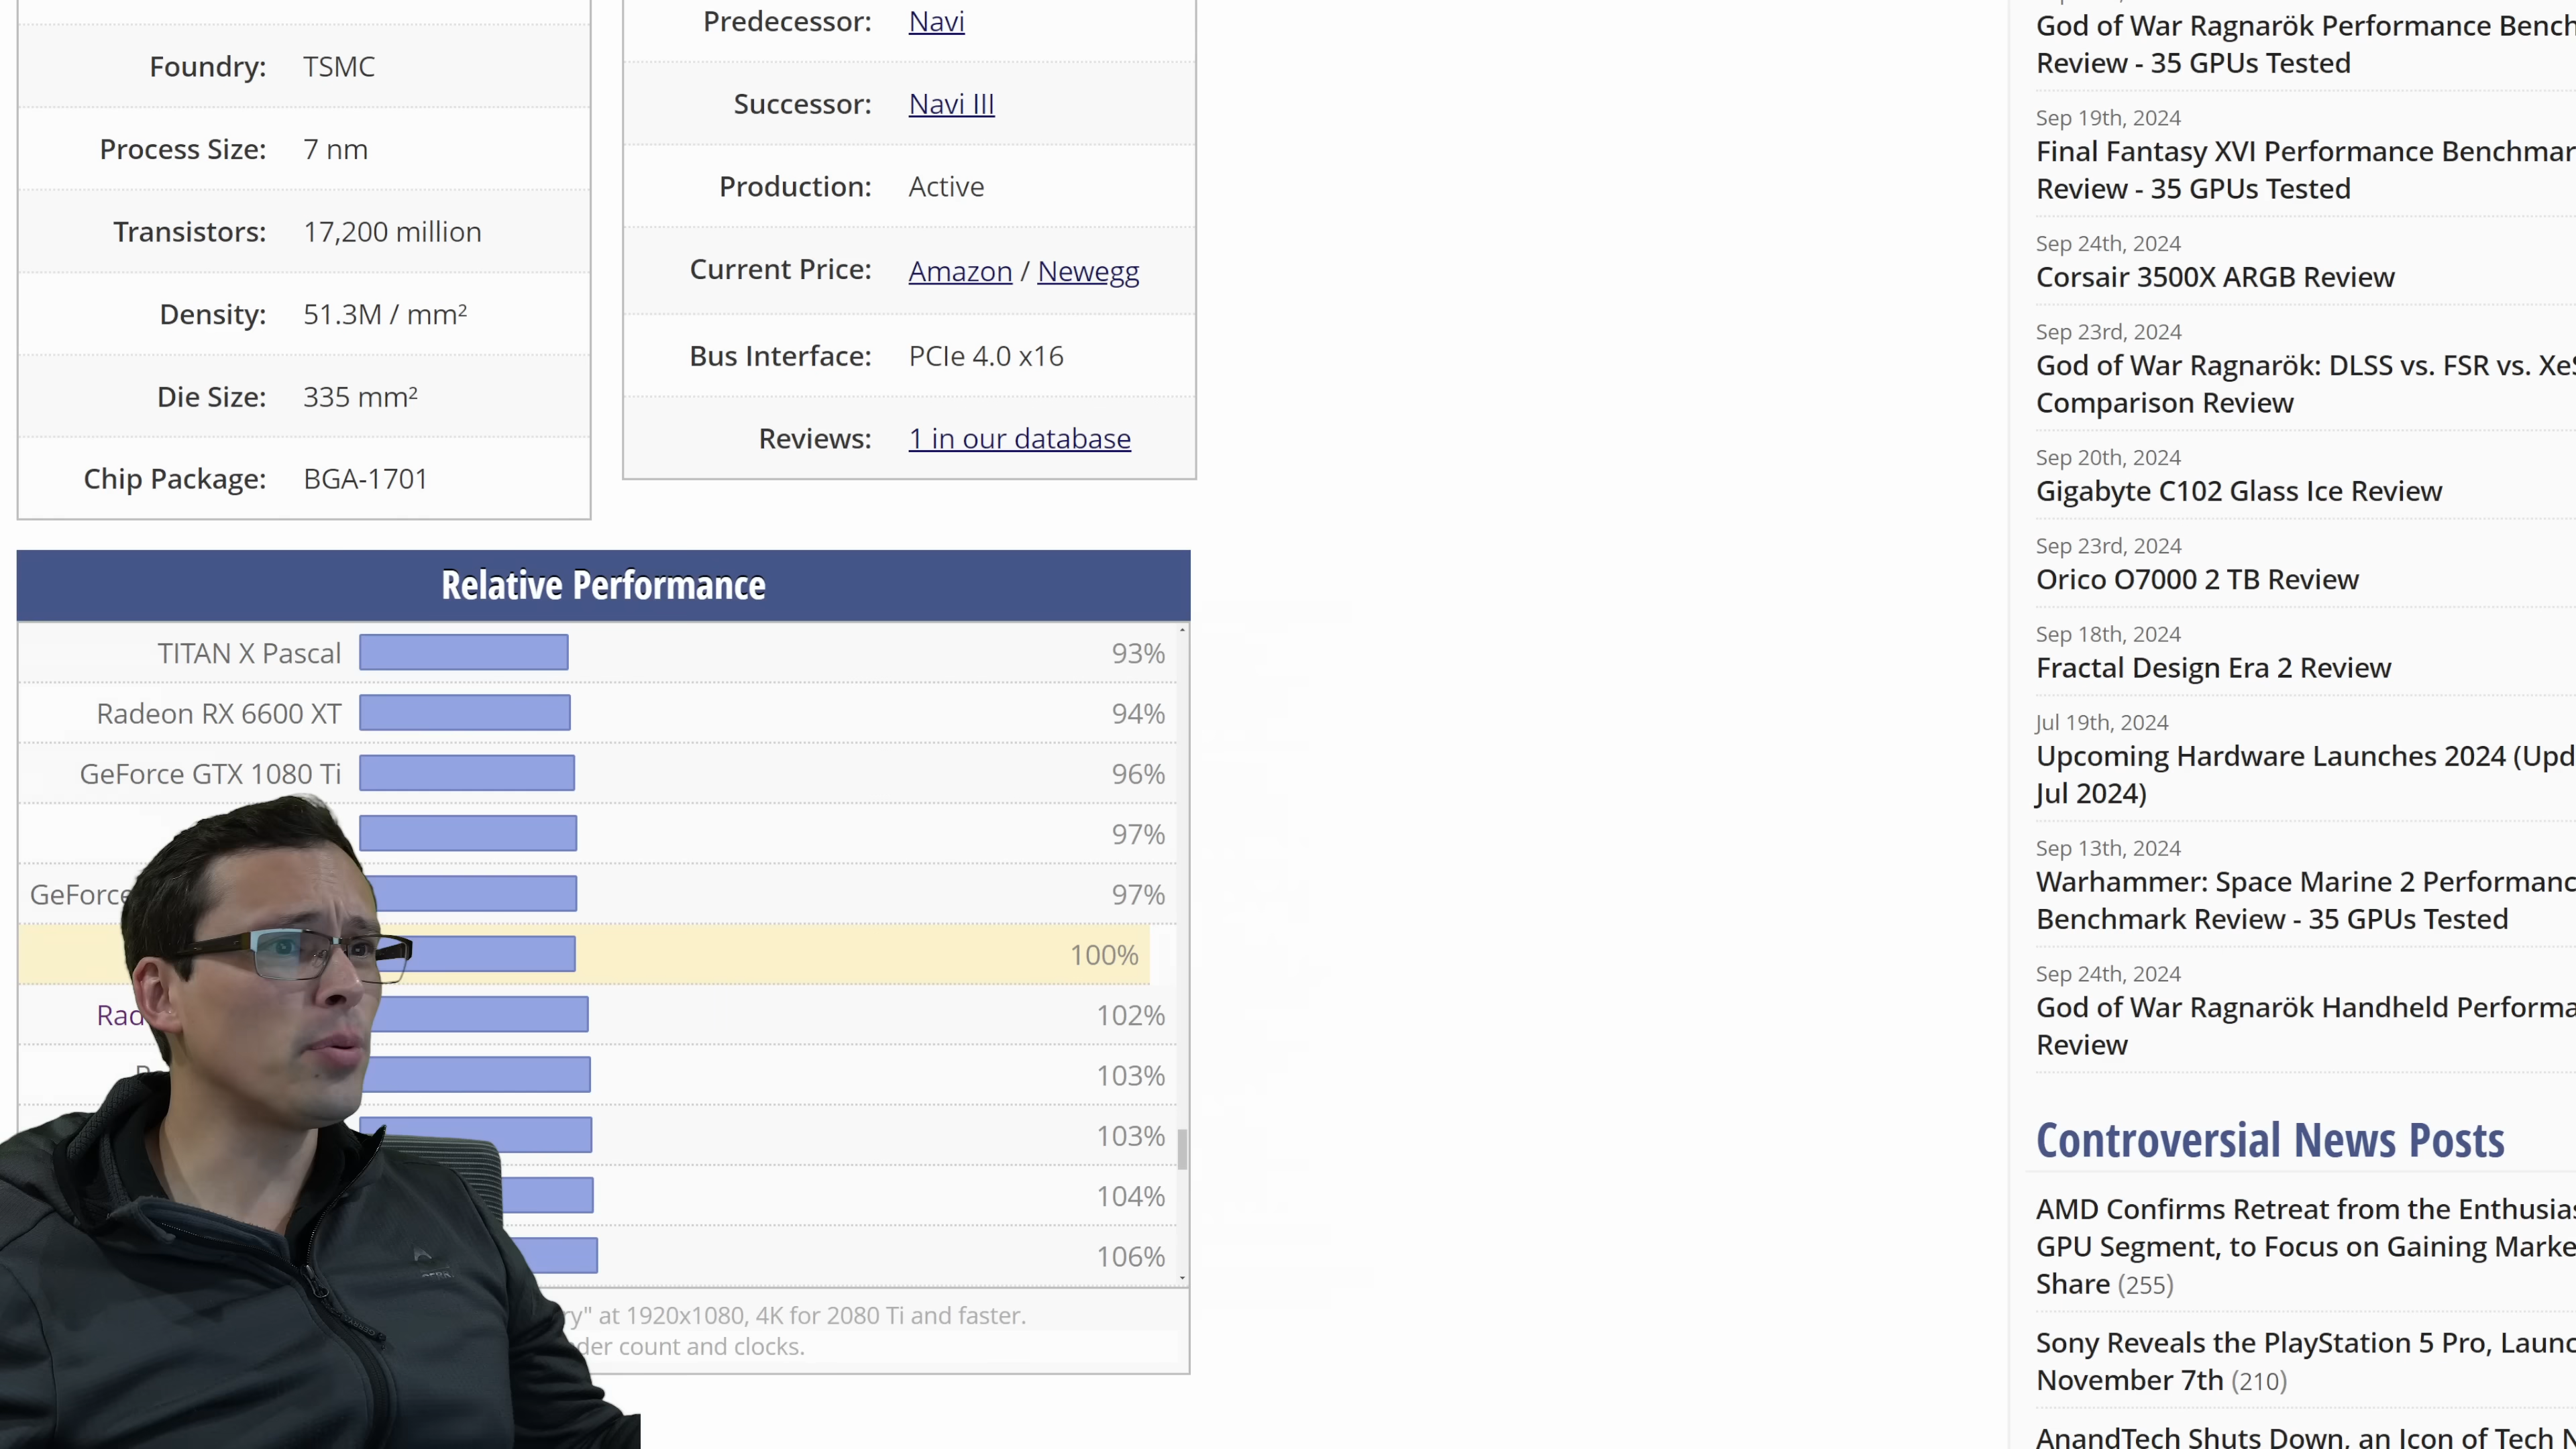 Foundry: TSMC
Process Size: 7 nm
Transistors: 17,200 million
Density: 51.3M / mm²
Die Size: 335 mm²
Chip Package: BGA-1701
Predecessor: Navi
Successor: Navi III
Production: Active
Current Price: Amazon / Newegg
Bus Interface: PCIe 4.0 x16
Reviews: 1 in our database
Relative Performance
TITAN X Pascal 93%
Radeon RX 6600 XT 94%
GeForce GTX 1080 Ti 96%
97%
GeForce 97%
100%
Rad 102%
103%
103%
104%
106%
at 1920x1080, 4K for 2080 Ti and faster.
count and clocks.
God of War Ragnarök Performance Bench
Review - 35 GPUs Tested
Sep 19th, 2024
Final Fantasy XVI Performance Benchmar
Review - 35 GPUs Tested
Sep 24th, 2024
Corsair 3500X ARGB Review
Sep 23rd, 2024
God of War Ragnarök: DLSS vs. FSR vs. XeS
Comparison Review
Sep 20th, 2024
Gigabyte C102 Glass Ice Review
Sep 23rd, 2024
Orico O7000 2 TB Review
Sep 18th, 2024
Fractal Design Era 2 Review
Jul 19th, 2024
Upcoming Hardware Launches 2024 (Upd
Jul 2024)
Sep 13th, 2024
Warhammer: Space Marine 2 Performanc
Benchmark Review - 35 GPUs Tested
Sep 24th, 2024
God of War Ragnarök Handheld Performa
Review
Controversial News Posts
AMD Confirms Retreat from the Enthusias
GPU Segment, to Focus on Gaining Marke
Share (255)
Sony Reveals the PlayStation 5 Pro, Launc
November 7th (210)
AnandTech Shuts Down, an Icon of Tech